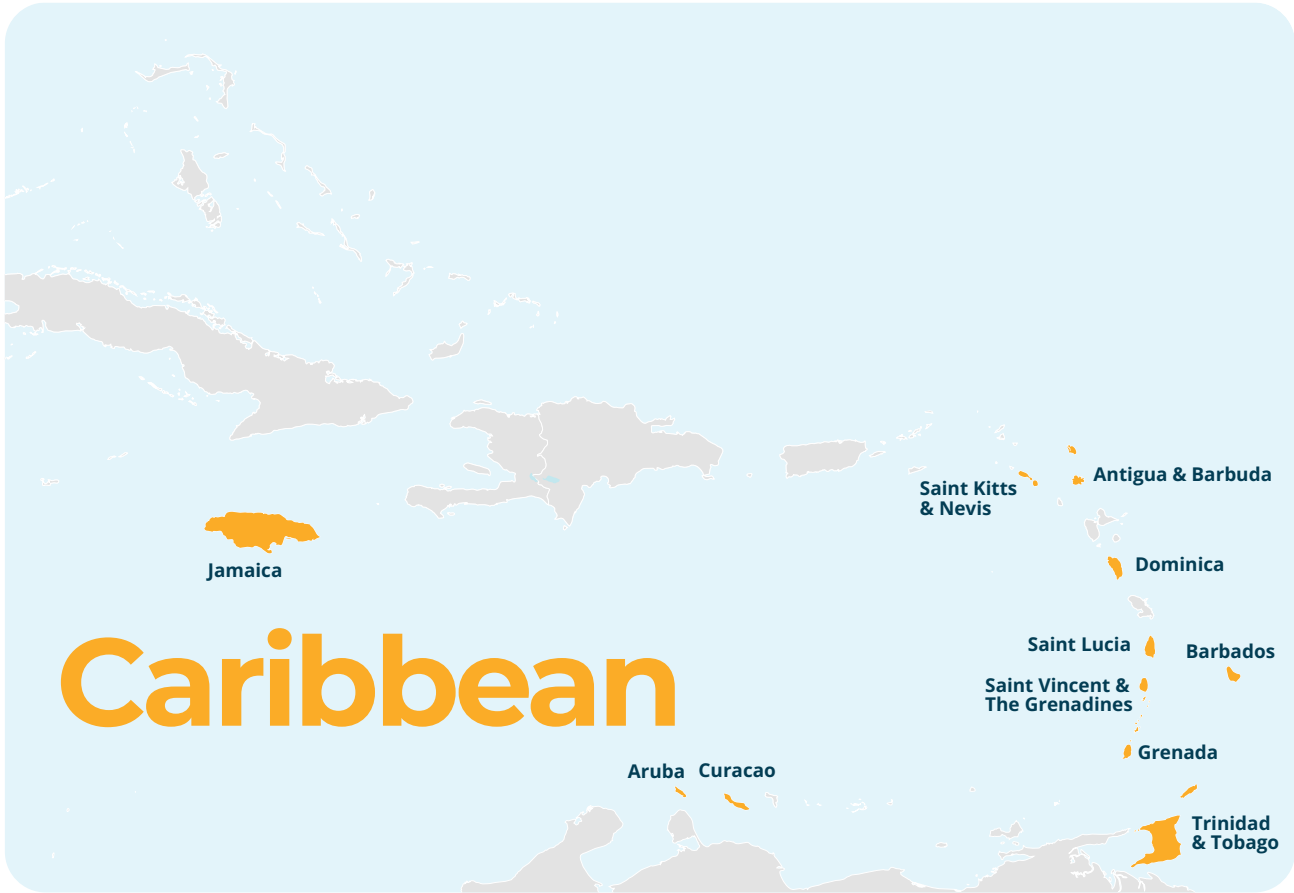 Saint Kitts
& Nevis
Antigua & Barbuda
Jamaica
Dominica
Caribbean
Saint Lucia
Barbados
Saint Vincent &
The Grenadines
Grenada
Aruba
Curacao
Trinidad
& Tobago